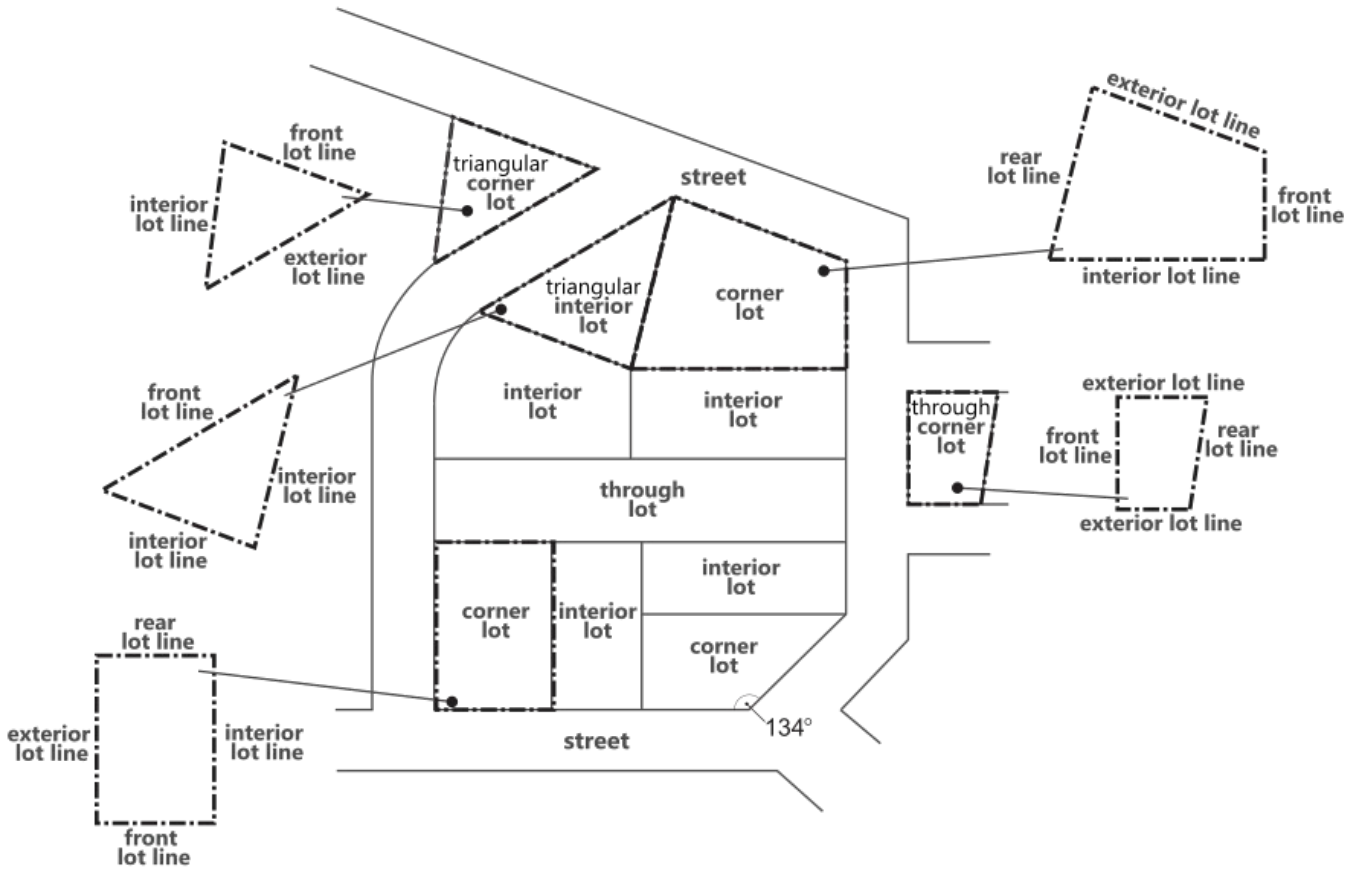 front
lot line
interior
lot line
exterior
lot line
triangular
corner
lot
street
exterior lot line
rear
lot line
front
lot line
interior lot line
triangular
interior
lot
corner
lot
front
lot line
interior
lot line
interior
lot line
interior
lot
interior
lot
through
corner
lot
exterior lot line
front
lot line
rear
lot line
exterior lot line
through
lot
corner
lot
interior
lot
interior
lot
corner
lot
134°
street
rear
lot line
exterior
lot line
interior
lot line
front
lot line